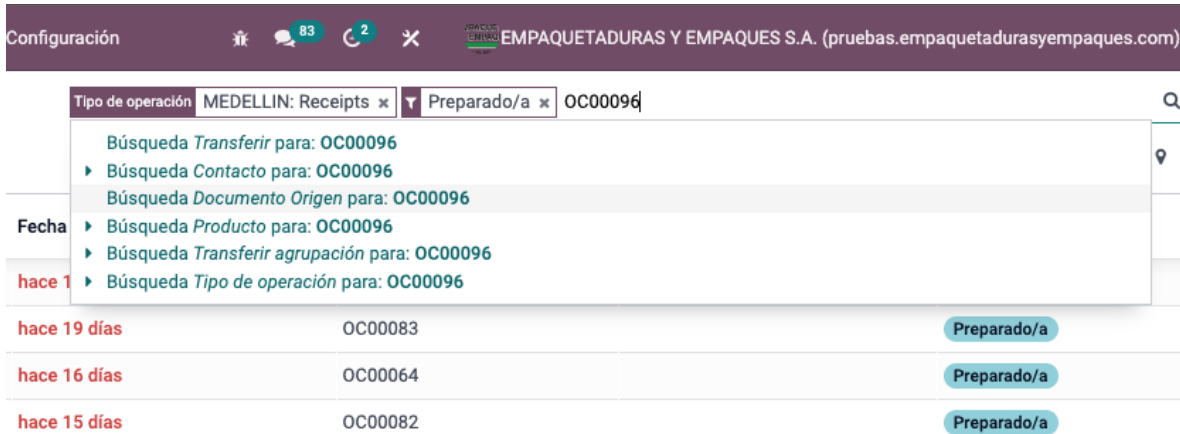 Configuración 83 2 EMPAQUETADURAS Y EMPAQUES S.A. (pruebas.empaquetadurasyempaques.com)
Tipo de operación MEDELLIN: Receipts × Preparado/a × OC00096
Búsqueda Transferir para: OC00096
Búsqueda Contacto para: OC00096
Búsqueda Documento Origen para: OC00096
Fecha Búsqueda Producto para: OC00096
Búsqueda Transferir agrupación para: OC00096
hace 1 Búsqueda Tipo de operación para: OC00096
hace 19 días OC00083 Preparado/a
hace 16 días OC00064 Preparado/a
hace 15 días OC00082 Preparado/a